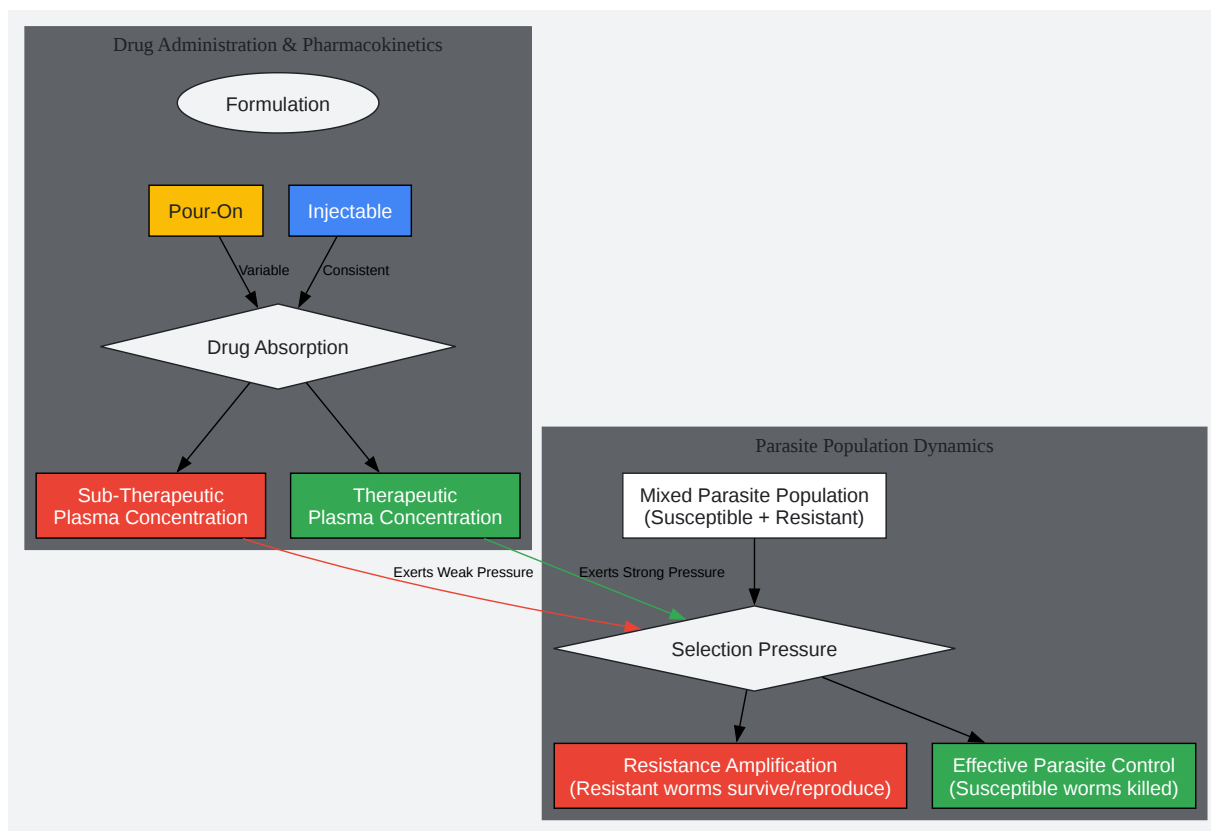 Drug Administration & Pharmacokinetics
Formulation
Pour-On
Injectable
Variable
Consistent
Drug Absorption
Sub-Therapeutic
Plasma Concentration
Therapeutic
Plasma Concentration
Parasite Population Dynamics
Mixed Parasite Population
(Susceptible + Resistant)
Exerts Weak Pressure
Exerts Strong Pressure
Selection Pressure
Resistance Amplification
(Resistant worms survive/reproduce)
Effective Parasite Control
(Susceptible worms killed)